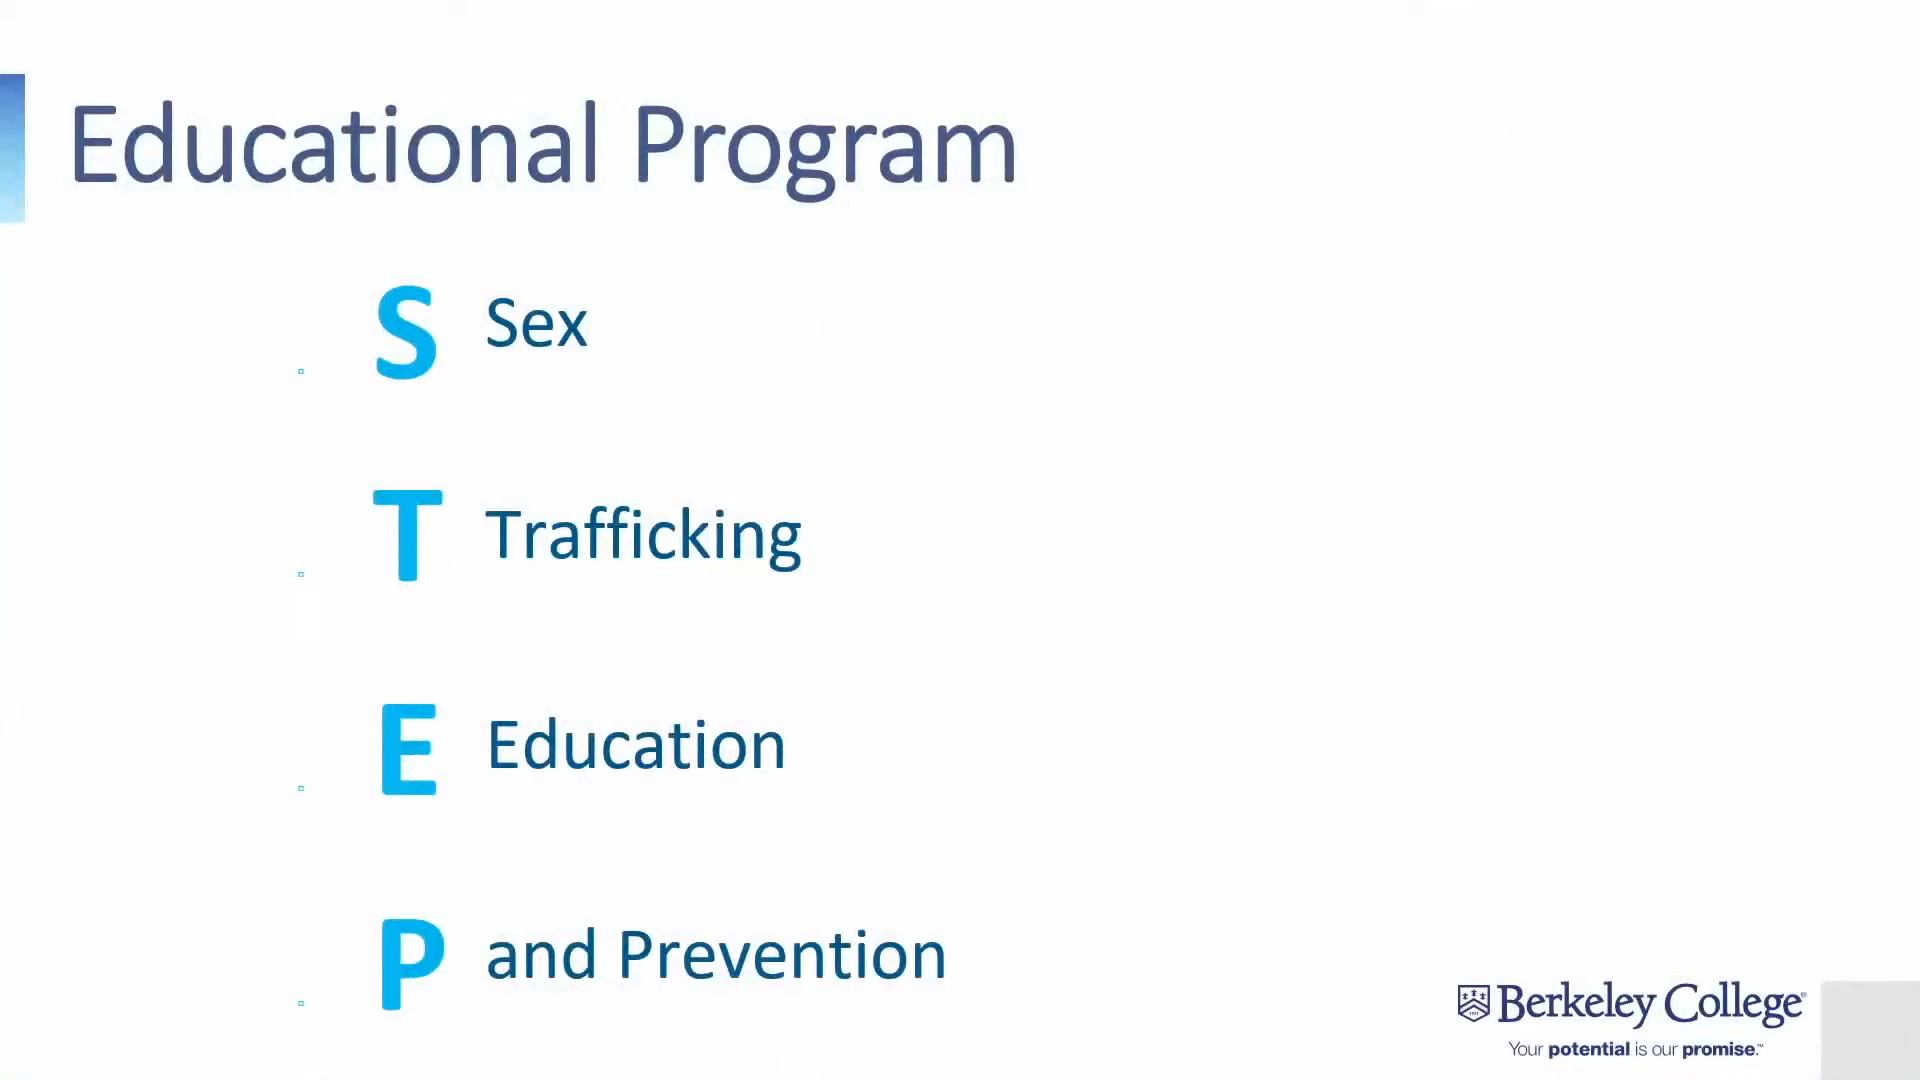 Educational Program
S Sex
T Trafficking
E Education
P and Prevention
Berkeley College®
Your potential is our promise.™